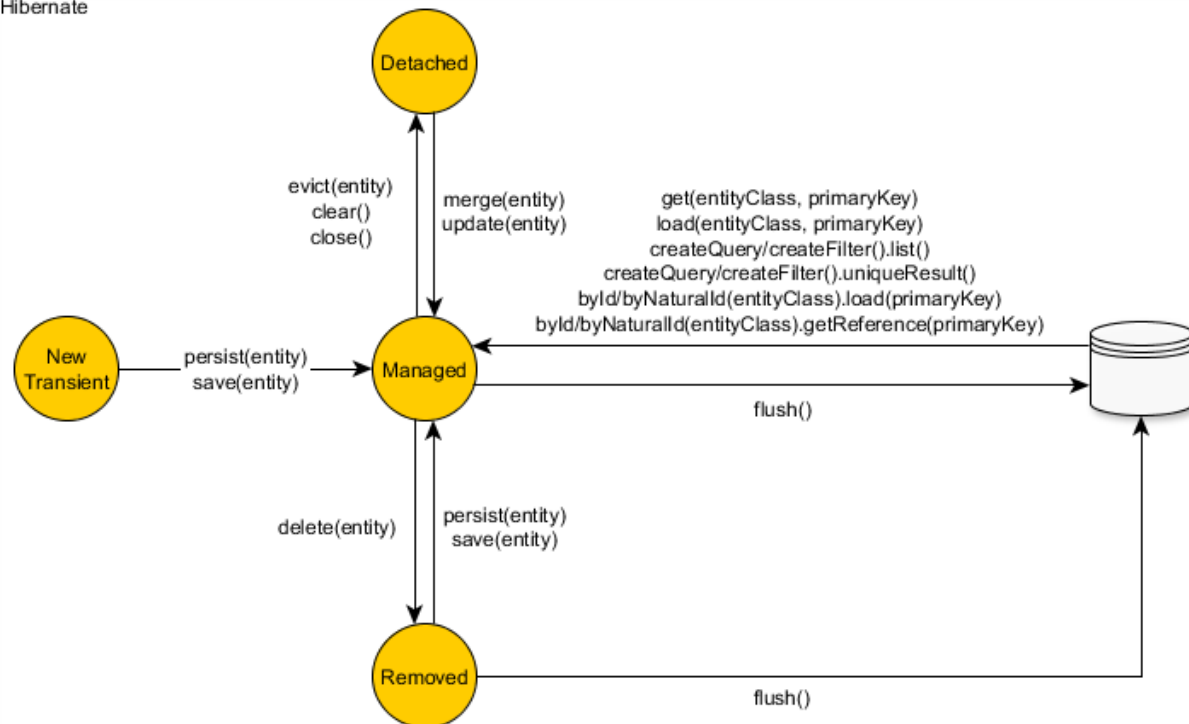 Hibernate
Detached
evict(entity)
clear()
close()
merge(entity)
update(entity)
get(entityClass, primaryKey)
load(entityClass, primaryKey)
createQuery/createFilter().list()
createQuery/createFilter().uniqueResult()
byId/byNaturalId(entityClass).load(primaryKey)
byId/byNaturalId(entityClass).getReference(primaryKey)
New
Transient
persist(entity)
save(entity)
Managed
flush()
delete(entity)
persist(entity)
save(entity)
Removed
flush()